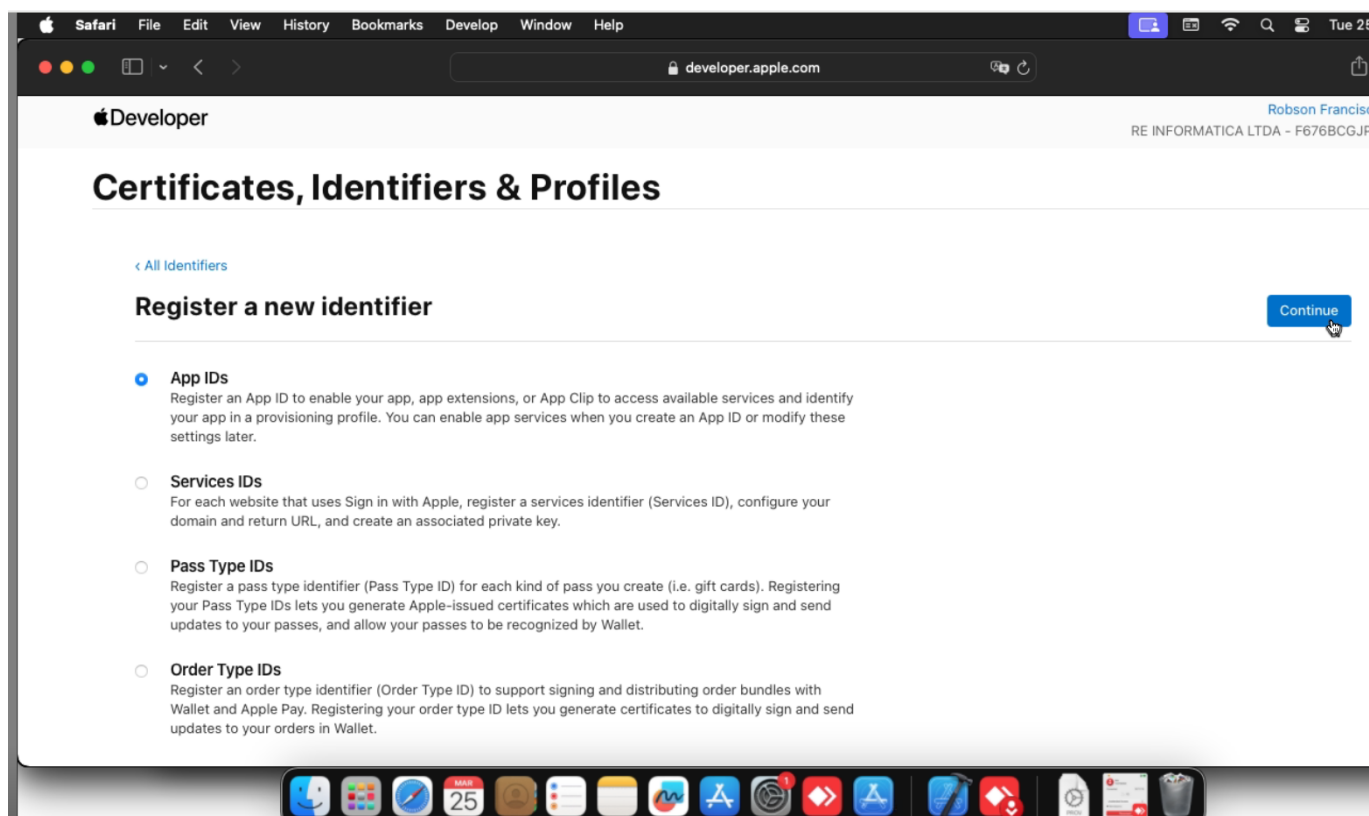 Safari File Edit View History Bookmarks Develop Window Help Tue 25
developer.apple.com
Developer
Robson Francisc
RE INFORMATICA LTDA - F676BCGJP
Certificates, Identifiers & Profiles
‹ All Identifiers
Register a new identifier
Continue
App IDs
Register an App ID to enable your app, app extensions, or App Clip to access available services and identify
your app in a provisioning profile. You can enable app services when you create an App ID or modify these
settings later.
Services IDs
For each website that uses Sign in with Apple, register a services identifier (Services ID), configure your
domain and return URL, and create an associated private key.
Pass Type IDs
Register a pass type identifier (Pass Type ID) for each kind of pass you create (i.e. gift cards). Registering
your Pass Type IDs lets you generate Apple-issued certificates which are used to digitally sign and send
updates to your passes, and allow your passes to be recognized by Wallet.
Order Type IDs
Register an order type identifier (Order Type ID) to support signing and distributing order bundles with
Wallet and Apple Pay. Registering your order type ID lets you generate certificates to digitally sign and send
updates to your orders in Wallet.
MAR
25
1
PROV